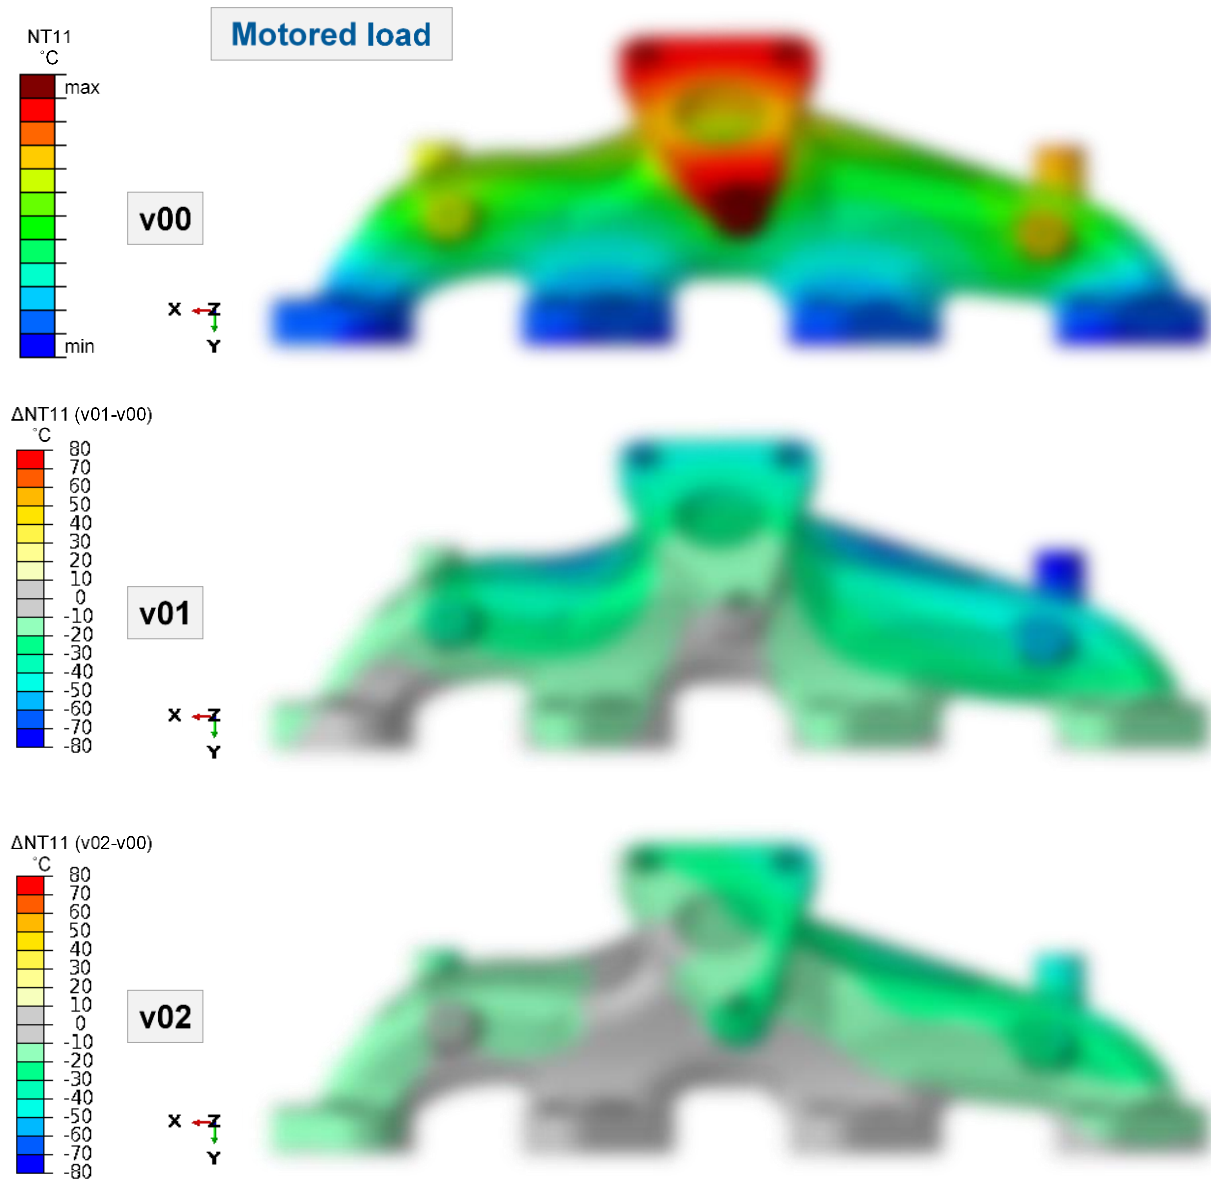 NT11
°C
Motored load
max
v00
X
Z
Y
min
ΔNT11 (v01-v00)
°C
80
70
60
50
40
30
20
10
0
-10
-20
-30
-40
-50
-60
-70
-80
v01
X
Z
Y
ΔNT11 (v02-v00)
°C
80
70
60
50
40
30
20
10
0
-10
-20
-30
-40
-50
-60
-70
-80
v02
X
Z
Y